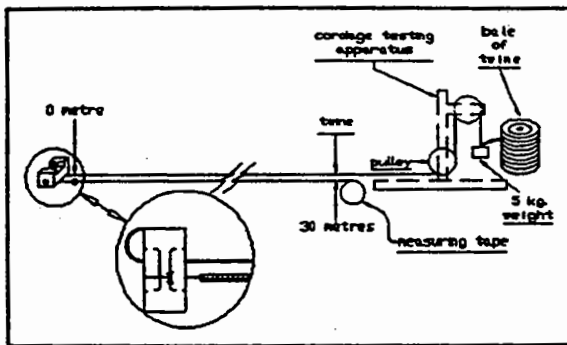 cordage testing
apparatus
bale
of
twine
0 metre
twine
pulley
30 metres
measuring tape
5 kg.
weight